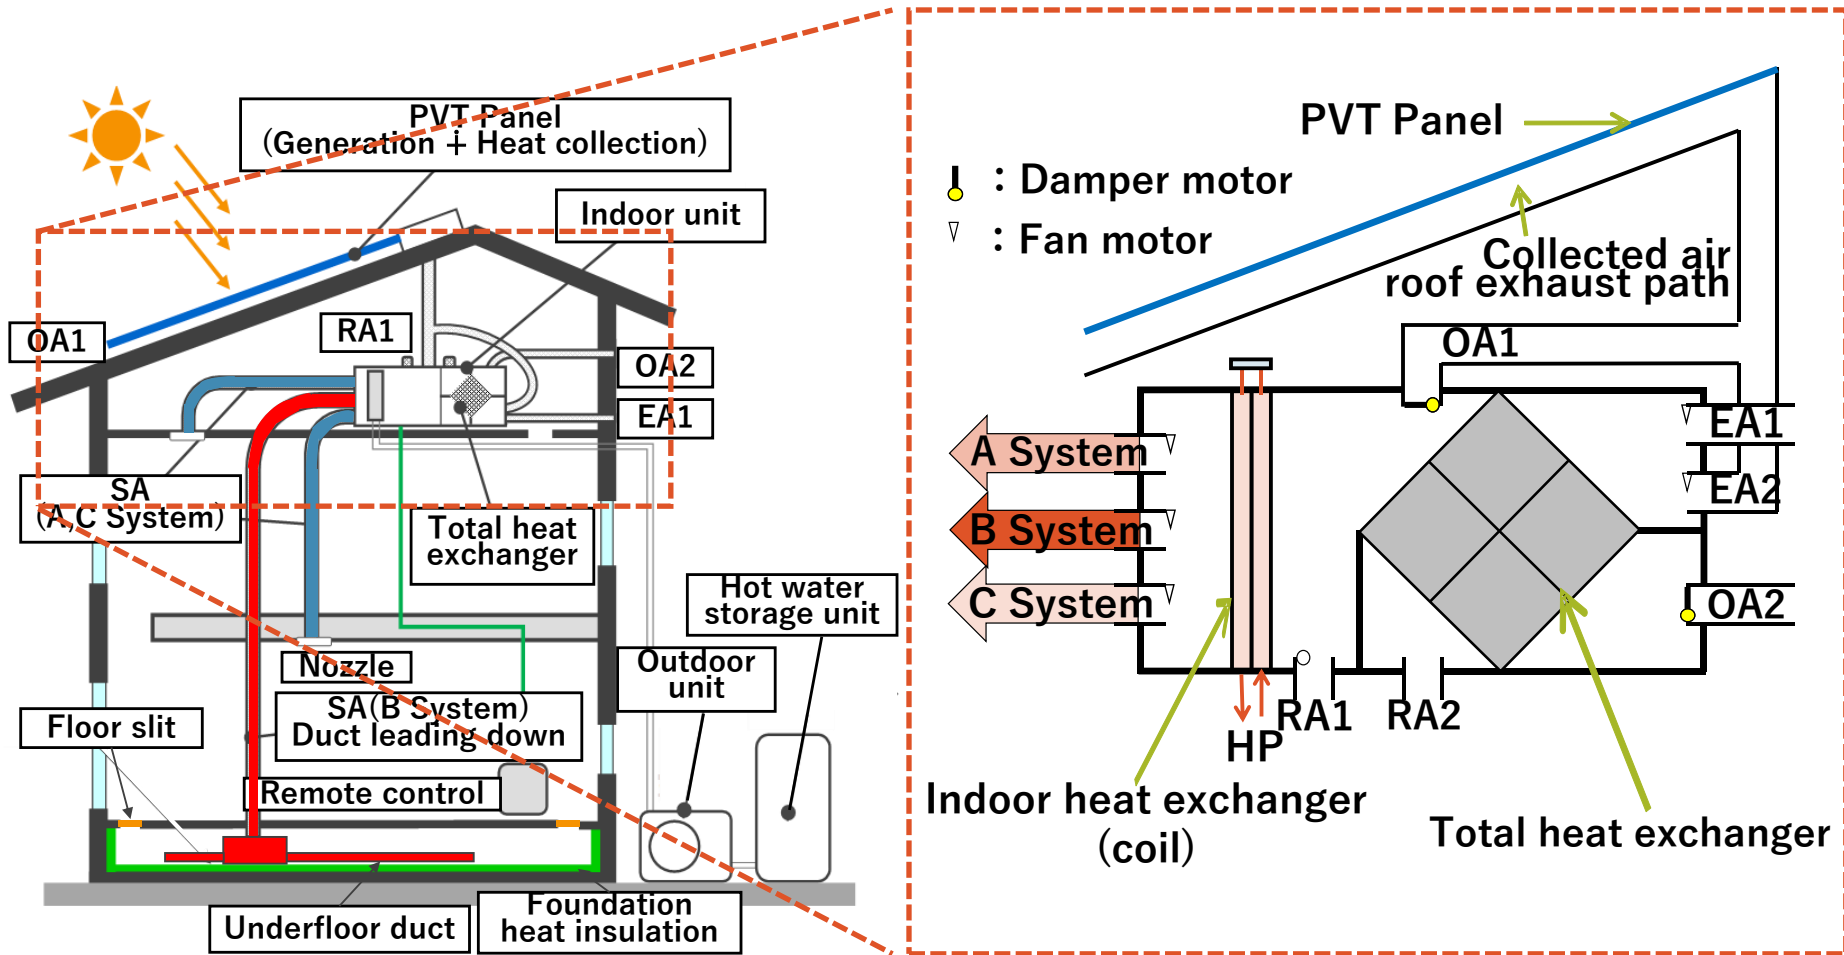 PVT Panel
(Generation + Heat collection)
Indoor unit
OA1
RA1
OA2
EA1
SA
(A,C System)
Total heat
exchanger
Hot water
storage unit
Nozzle
Outdoor
unit
SA(B System)
Duct leading down
Floor slit
Remote control
Underfloor duct
Foundation
heat insulation
PVT Panel
: Damper motor
: Fan motor
Collected air
roof exhaust path
OA1
A System
B System
C System
EA1
EA2
OA2
RA1
RA2
HP
Indoor heat exchanger
(coil)
Total heat exchanger